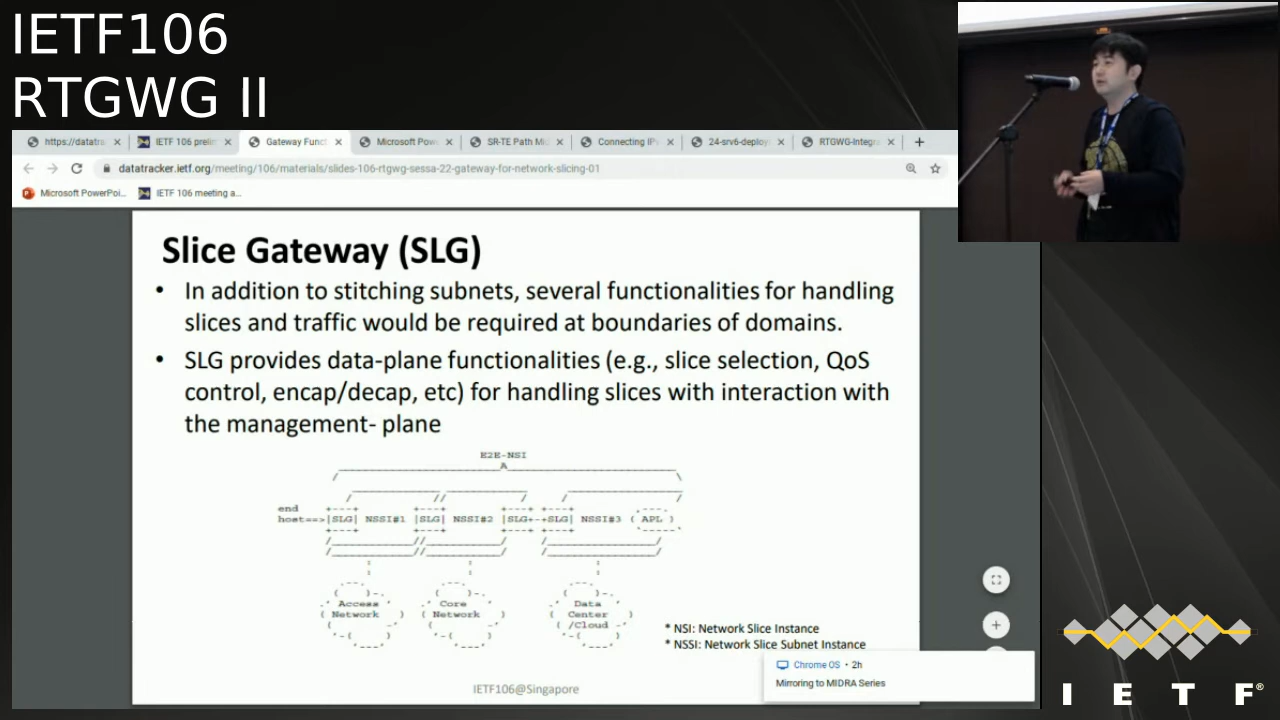 IETF106
RTGWG II
https://datatra
IETF 106 prelim
Gateway Funct
Microsoft Pow
SR-TE Path Mi
Connecting IPv
24-srv6-deploy
RTGWG-Integra
datatracker.ietf.org/meeting/106/materials/slides-106-rtgwg-sessa-22-gateway-for-network-slicing-01
Microsoft PowerPoi...
IETF 106 meeting a...
Slice Gateway (SLG)
• In addition to stitching subnets, several functionalities for handling
slices and traffic would be required at boundaries of domains.
• SLG provides data-plane functionalities (e.g., slice selection, QoS
control, encap/decap, etc) for handling slices with interaction with
the management- plane
E2E-NSI
end
host==>|SLG| NSSI#1 |SLG| NSSI#2 |SLG+--+SLG| NSSI#3 ( APL )
Access Core Data
Network Network Center
/Cloud
* NSI: Network Slice Instance
* NSSI: Network Slice Subnet Instance
IETF106@Singapore
Chrome OS • 2h
Mirroring to MIDRA Series
I E T F®